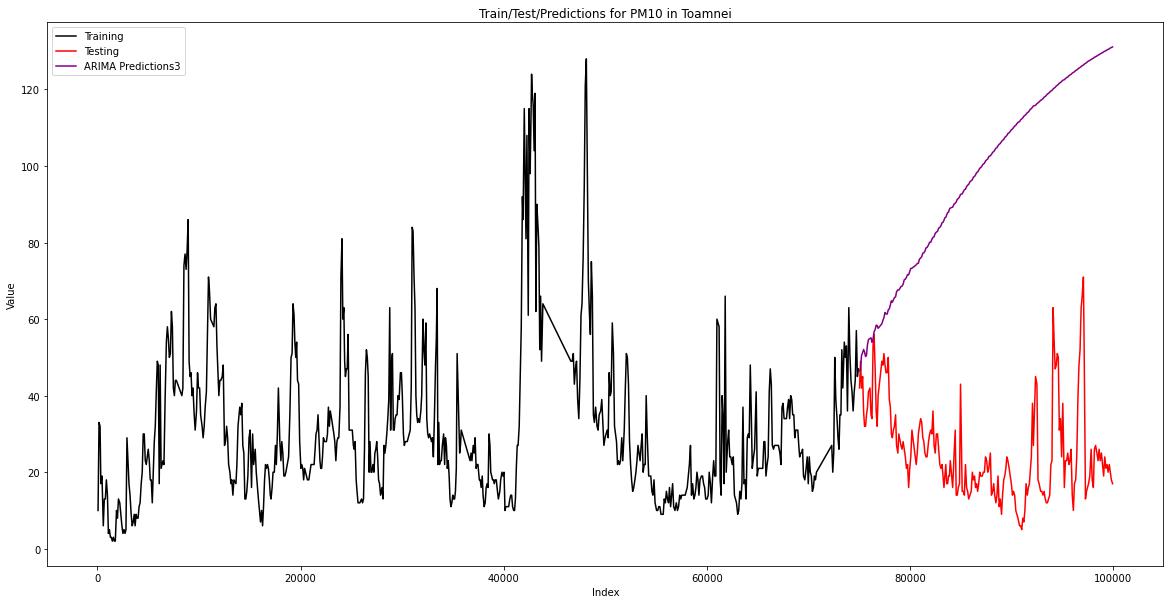 Train/Test/Predictions for PM10 in Toamnei
Training
Testing
ARIMA Predictions3
Value
120
100
80
60
40
20
0
0 20000 40000 60000 80000 100000
Index